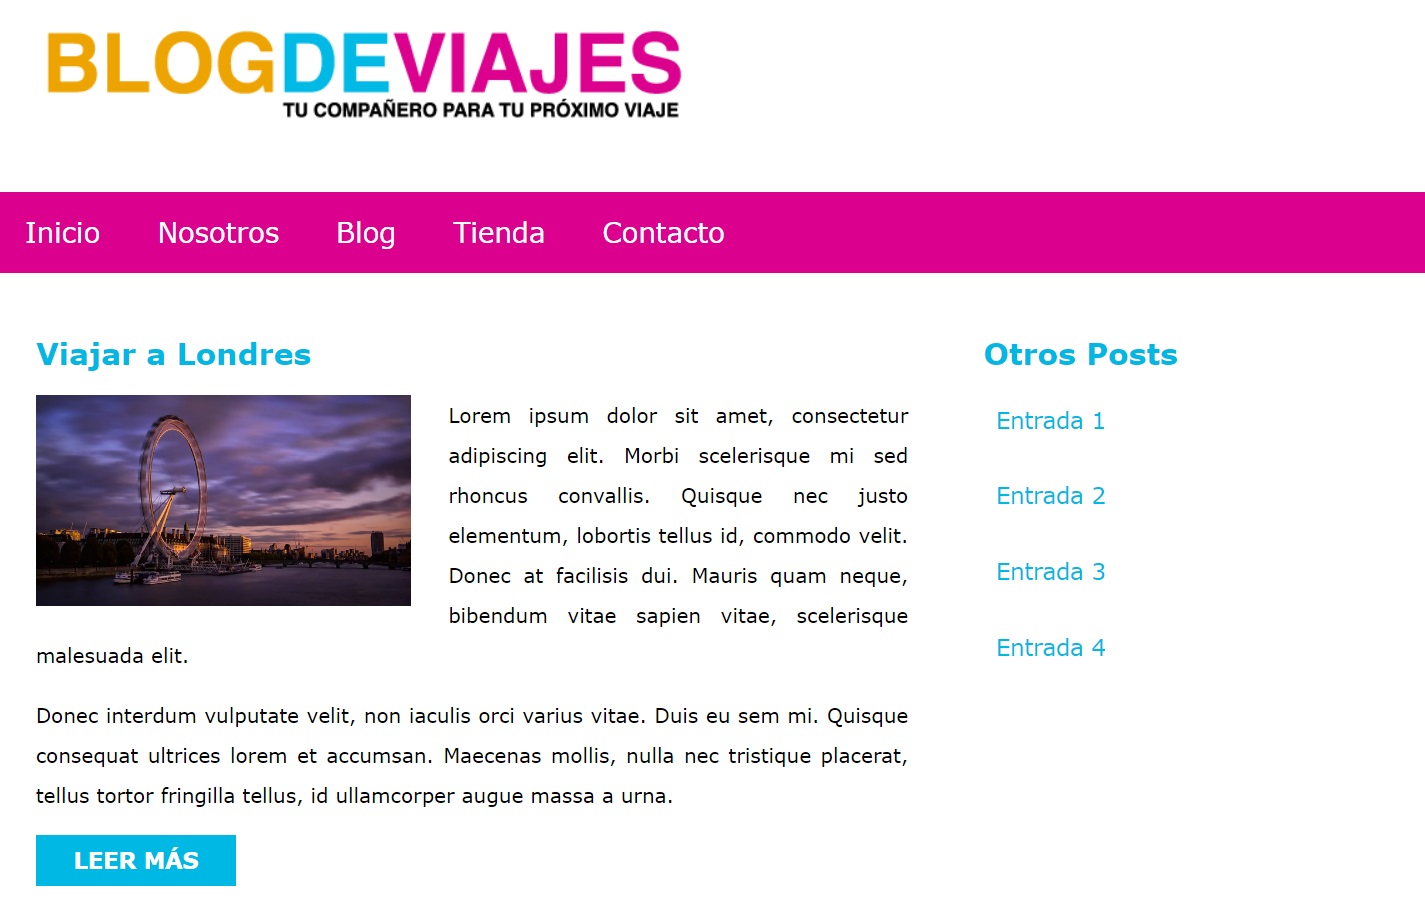 BLOGDEVIAJES
TU COMPAÑERO PARA TU PRÓXIMO VIAJE
Inicio Nosotros Blog Tienda Contacto
Viajar a Londres
Lorem ipsum dolor sit amet, consectetur
adipiscing elit. Morbi scelerisque mi sed
rhoncus convallis. Quisque nec justo
elementum, lobortis tellus id, commodo velit.
Donec at facilisis dui. Mauris quam neque,
bibendum vitae sapien vitae, scelerisque
malesuada elit.
Donec interdum vulputate velit, non iaculis orci varius vitae. Duis eu sem mi. Quisque
consequat ultrices lorem et accumsan. Maecenas mollis, nulla nec tristique placerat,
tellus tortor fringilla tellus, id ullamcorper augue massa a urna.
LEER MÁS
Otros Posts
Entrada 1
Entrada 2
Entrada 3
Entrada 4